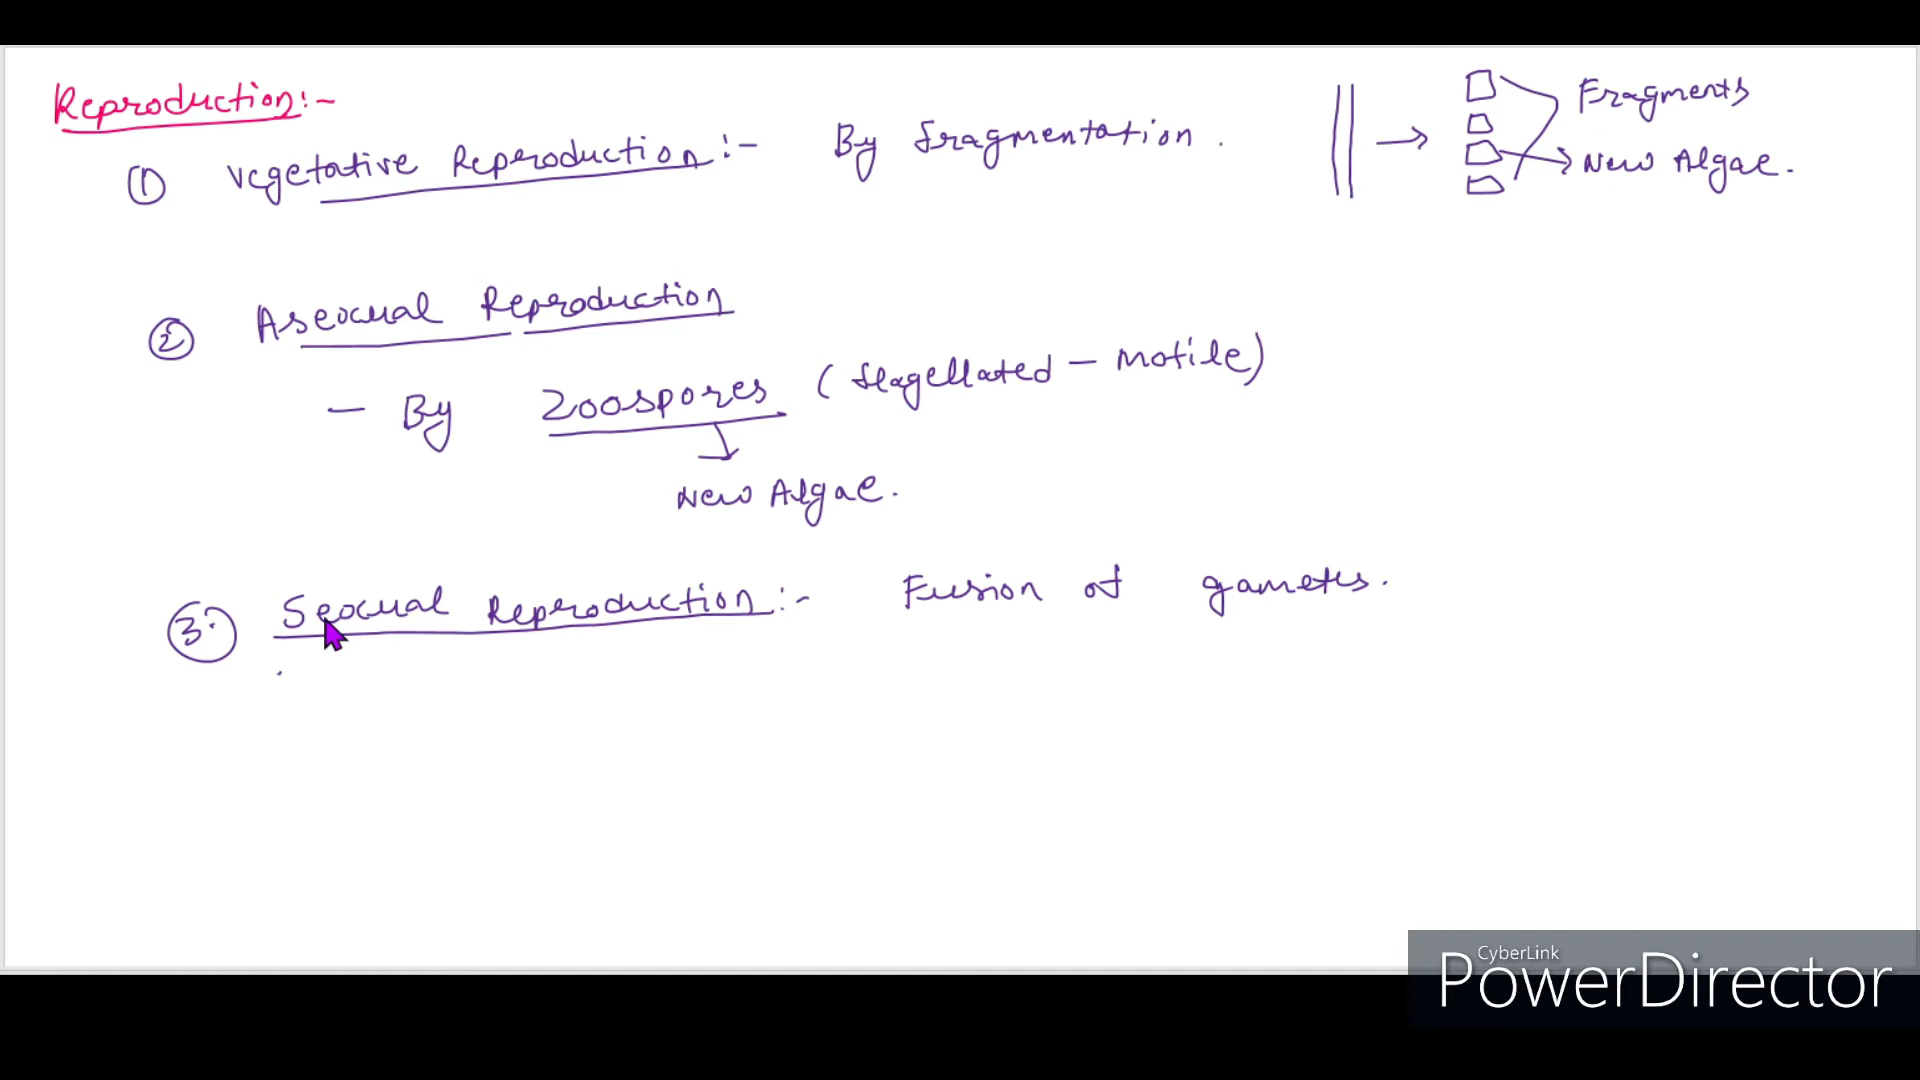 Reproduction:-
① Vegetative Reproduction:- By fragmentation.
Fragments
New Algae.
② Asexual Reproduction
- By Zoospores (flagellated - motile)
New Algae.
③. Sexual Reproduction:- Fusion of gametes.
CyberLink
PowerDirector